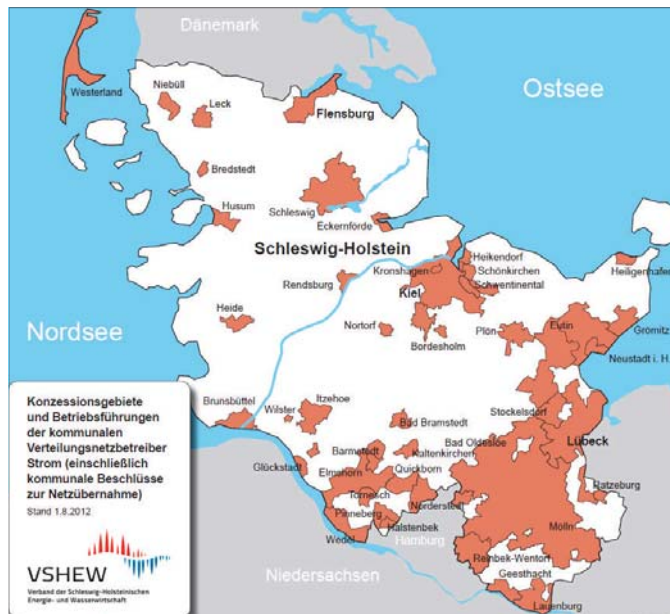 Dänemark
Ostsee
Westerland
Niebüll
Leck
Flensburg
Bredstedt
Husum
Schleswig
Eckernförde
Schleswig-Holstein
Heikendorf
Kronshagen
Schönkirchen
Schwentinental
Heiligenhafen
Rendsburg
Kiel
Heide
Nortorf
Bordesholm
Plön
Eutin
Grömitz
Neustadt i. H.
Nordsee
Brunsbüttel
Wilster
Itzehoe
Stockelsdorf
Bad Bramstedt
Bad Oldesloe
Lübeck
Barmstedt
Kaltenkirchen
Glückstadt
Elmshorn
Quickborn
Ratzeburg
Tornesch
Norderstedt
Pinneberg
Halstenbek
Mölln
Wedel
Hamburg
Reinbek-Wentorf
Geesthacht
Niedersachsen
Lauenburg
Konzessionsgebiete
und Betriebsführungen
der kommunalen
Verteilungsnetzbetreiber
Strom (einschließlich
kommunale Beschlüsse
zur Netzübernahme)
Stand 1.8.2012
VSHEW
Verband der Schleswig-Holsteinischen
Energie- und Wasserwirtschaft